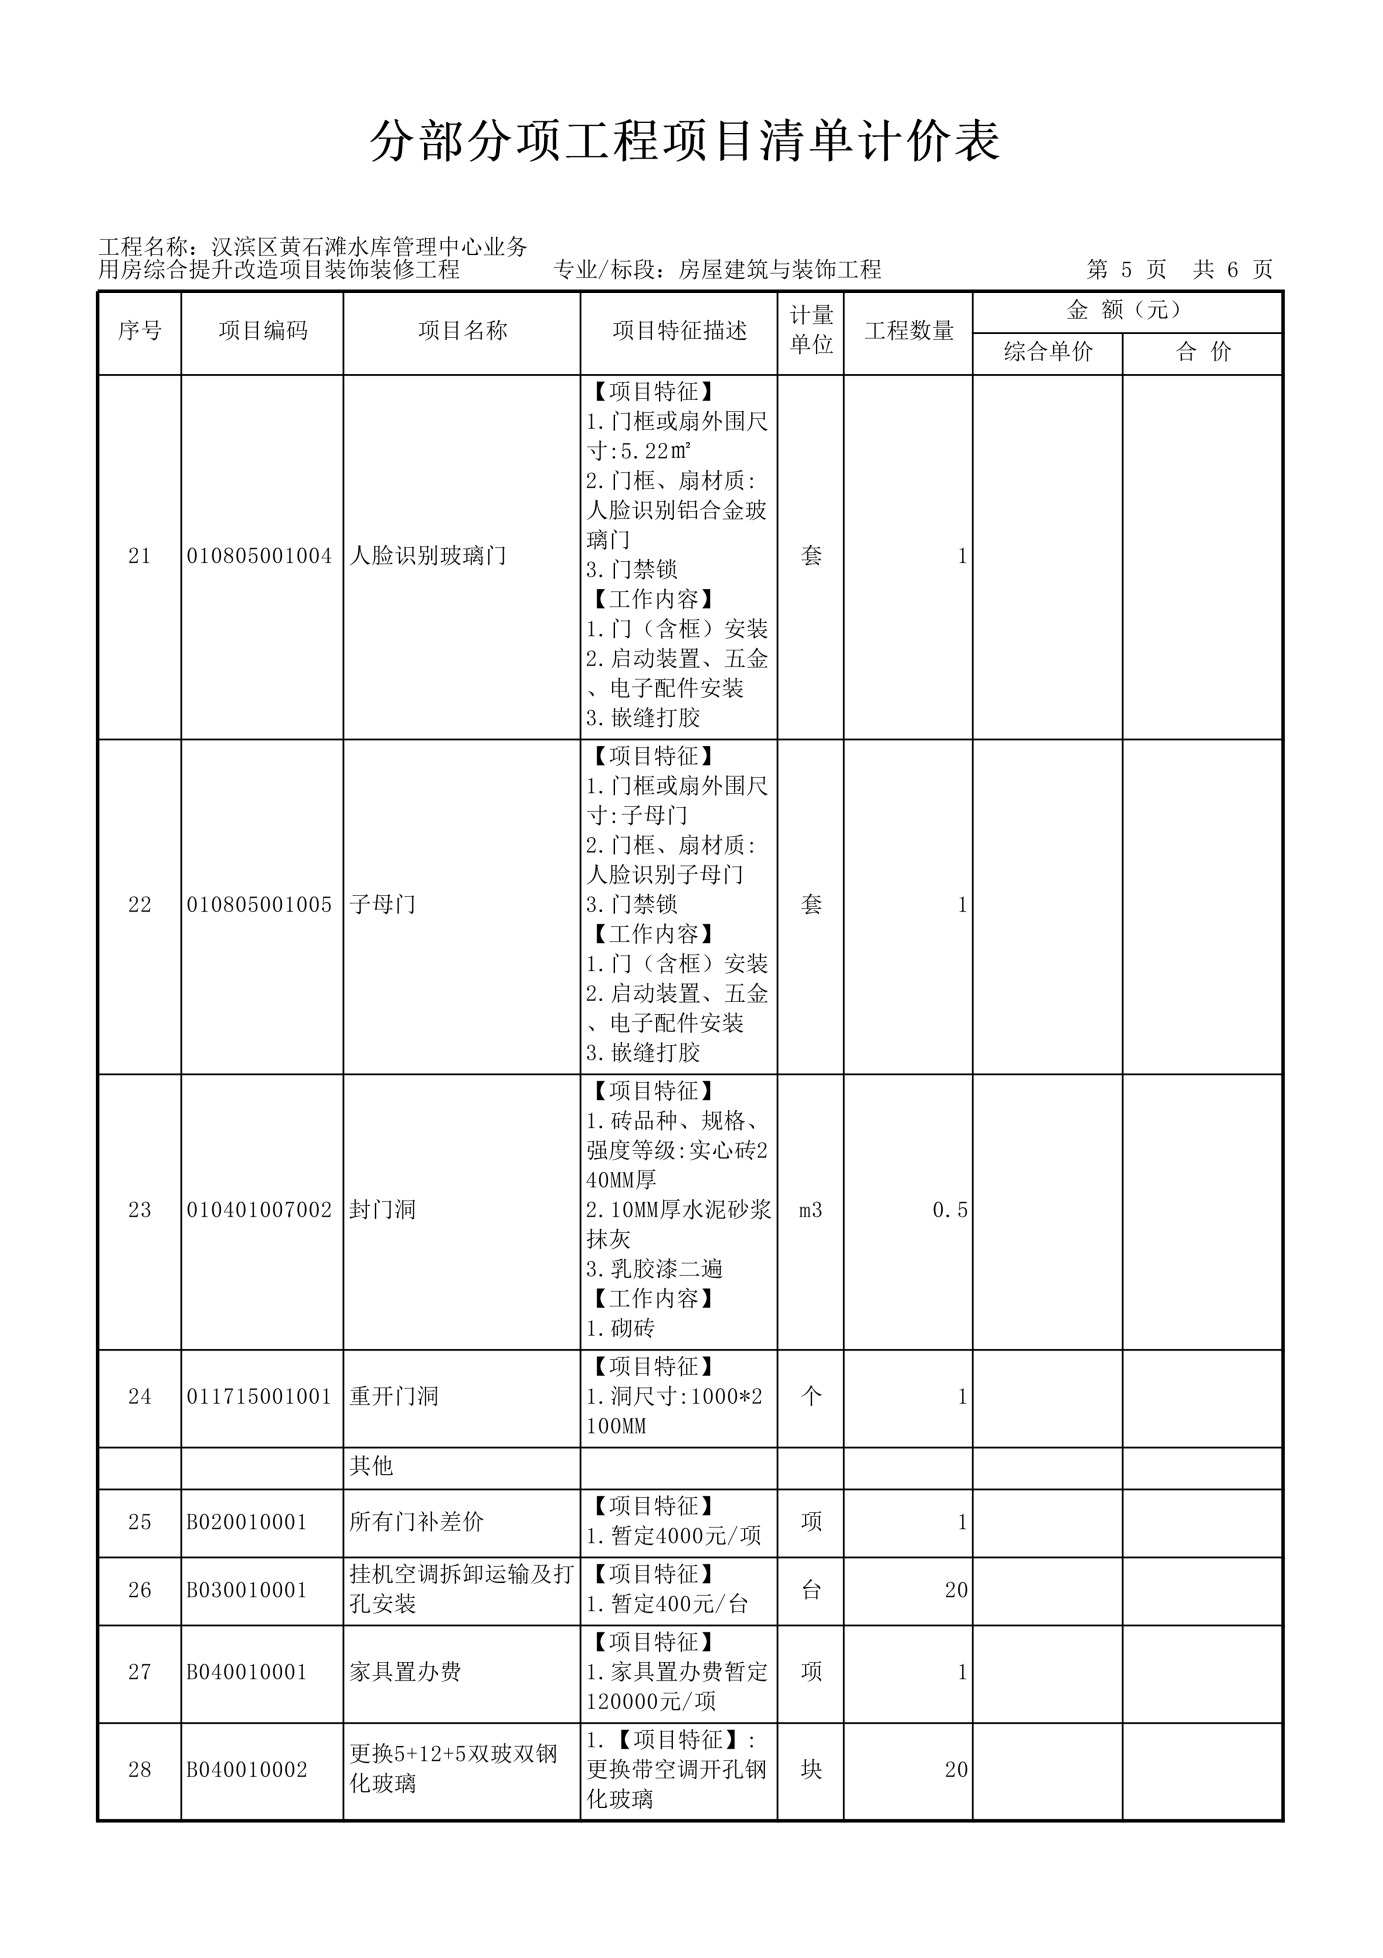 分部分项工程项目清单计价表
工程名称：汉滨区黄石滩水库管理中心业务
用房综合提升改造项目装饰装修工程 专业/标段：房屋建筑与装饰工程 第 5 页 共 6 页
序号 项目编码 项目名称 项目特征描述 计量
单位 工程数量 金 额（元）
综合单价 合 价
21 010805001004 人脸识别玻璃门
【项目特征】
1.门框或扇外围尺
寸:5.22㎡
2.门框、扇材质:
人脸识别铝合金玻
璃门
3.门禁锁
【工作内容】
1.门（含框）安装
2.启动装置、五金
、电子配件安装
3.嵌缝打胶
套 1
22 010805001005 子母门
【项目特征】
1.门框或扇外围尺
寸:子母门
2.门框、扇材质:
人脸识别子母门
3.门禁锁
【工作内容】
1.门（含框）安装
2.启动装置、五金
、电子配件安装
3.嵌缝打胶
套 1
23 010401007002 封门洞
【项目特征】
1.砖品种、规格、
强度等级:实心砖2
40MM厚
2.10MM厚水泥砂浆
抹灰
3.乳胶漆二遍
【工作内容】
1.砌砖
m3 0.5
24 011715001001 重开门洞
【项目特征】
1.洞尺寸:1000*2
100MM
个 1
其他
25 B020010001 所有门补差价
【项目特征】
1.暂定4000元/项
项 1
26 B030010001 挂机空调拆卸运输及打
孔安装
【项目特征】
1.暂定400元/台
台 20
27 B040010001 家具置办费
【项目特征】
1.家具置办费暂定
120000元/项
项 1
28 B040010002 更换5+12+5双玻双钢
化玻璃
1.【项目特征】:
更换带空调开孔钢
化玻璃
块 20